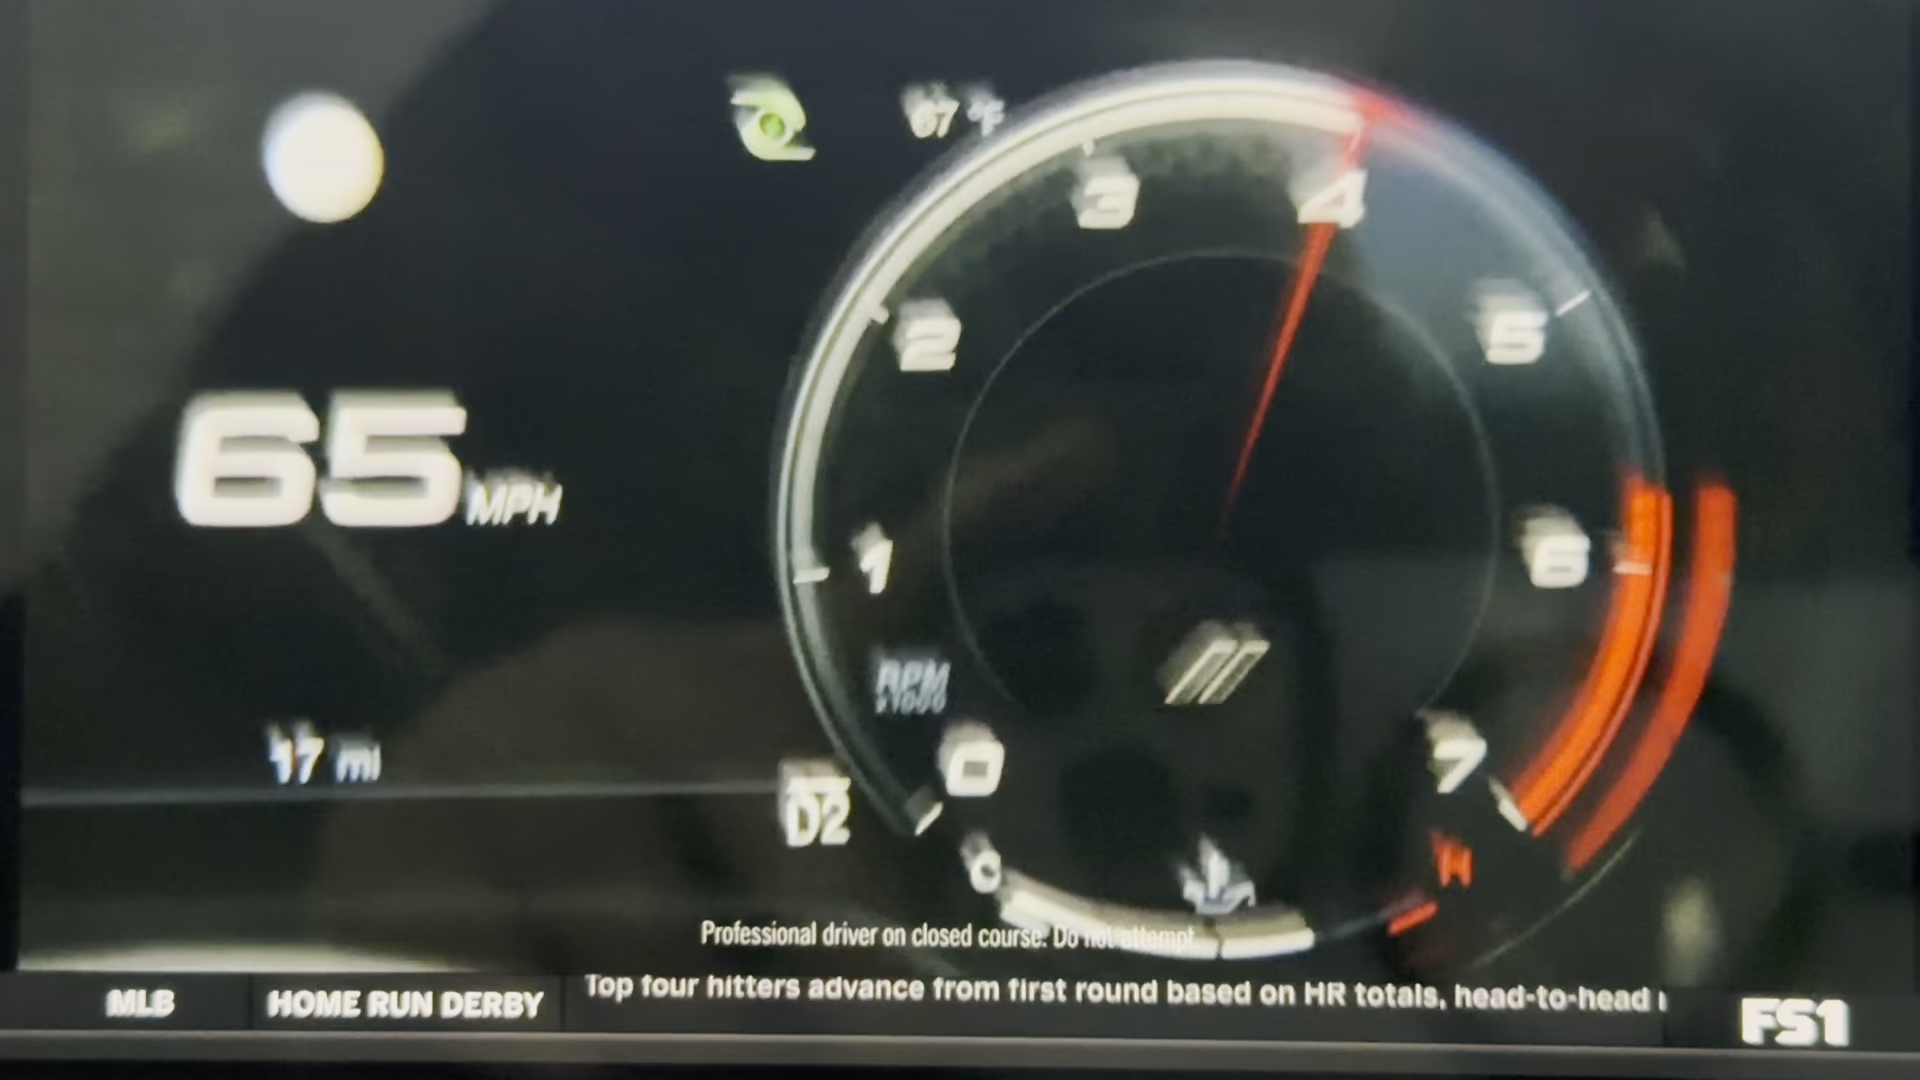 67 °F
3
4
2
5
65 MPH
1
6
RPM
x1000
0
7
17 mi
D2
C
H
Professional driver on closed course. Do not attempt.
MLB
HOME RUN DERBY
Top four hitters advance from first round based on HR totals, head-to-head
FS1